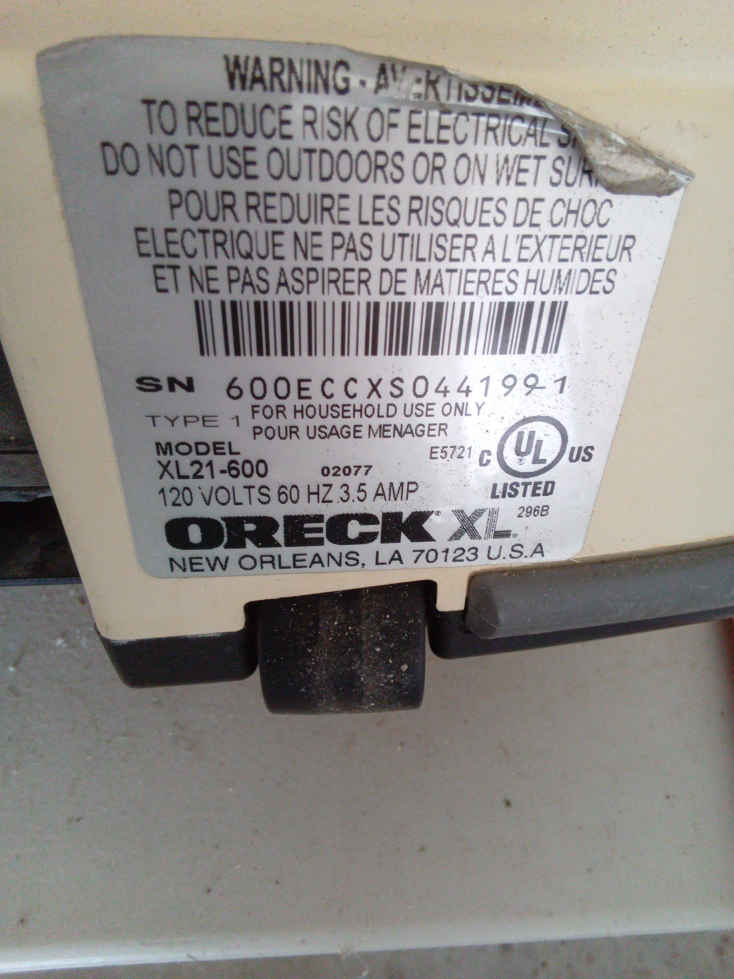 WARNING - AVERTISSEME
TO REDUCE RISK OF ELECTRICAL S
DO NOT USE OUTDOORS OR ON WET SUR
POUR REDUIRE LES RISQUES DE CHOC
ELECTRIQUE NE PAS UTILISER A L'EXTERIEUR
ET NE PAS ASPIRER DE MATIERES HUMIDES
SN 600ECCXS044199-1
TYPE 1 FOR HOUSEHOLD USE ONLY
POUR USAGE MENAGER
MODEL
XL21-600 02077
E5721 C UL US
LISTED
120 VOLTS 60 HZ 3.5 AMP
296B
ORECK XL
NEW ORLEANS, LA 70123 U.S.A